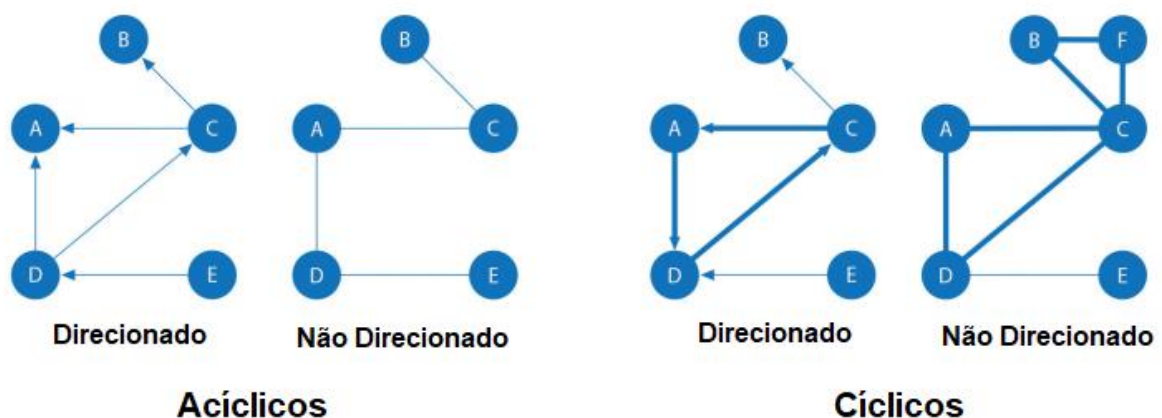 B
A
C
D
E
Direcionado
B
A
C
D
E
Não Direcionado
Acíclicos
B
A
C
D
E
Direcionado
B
F
A
C
D
E
Não Direcionado
Cíclicos